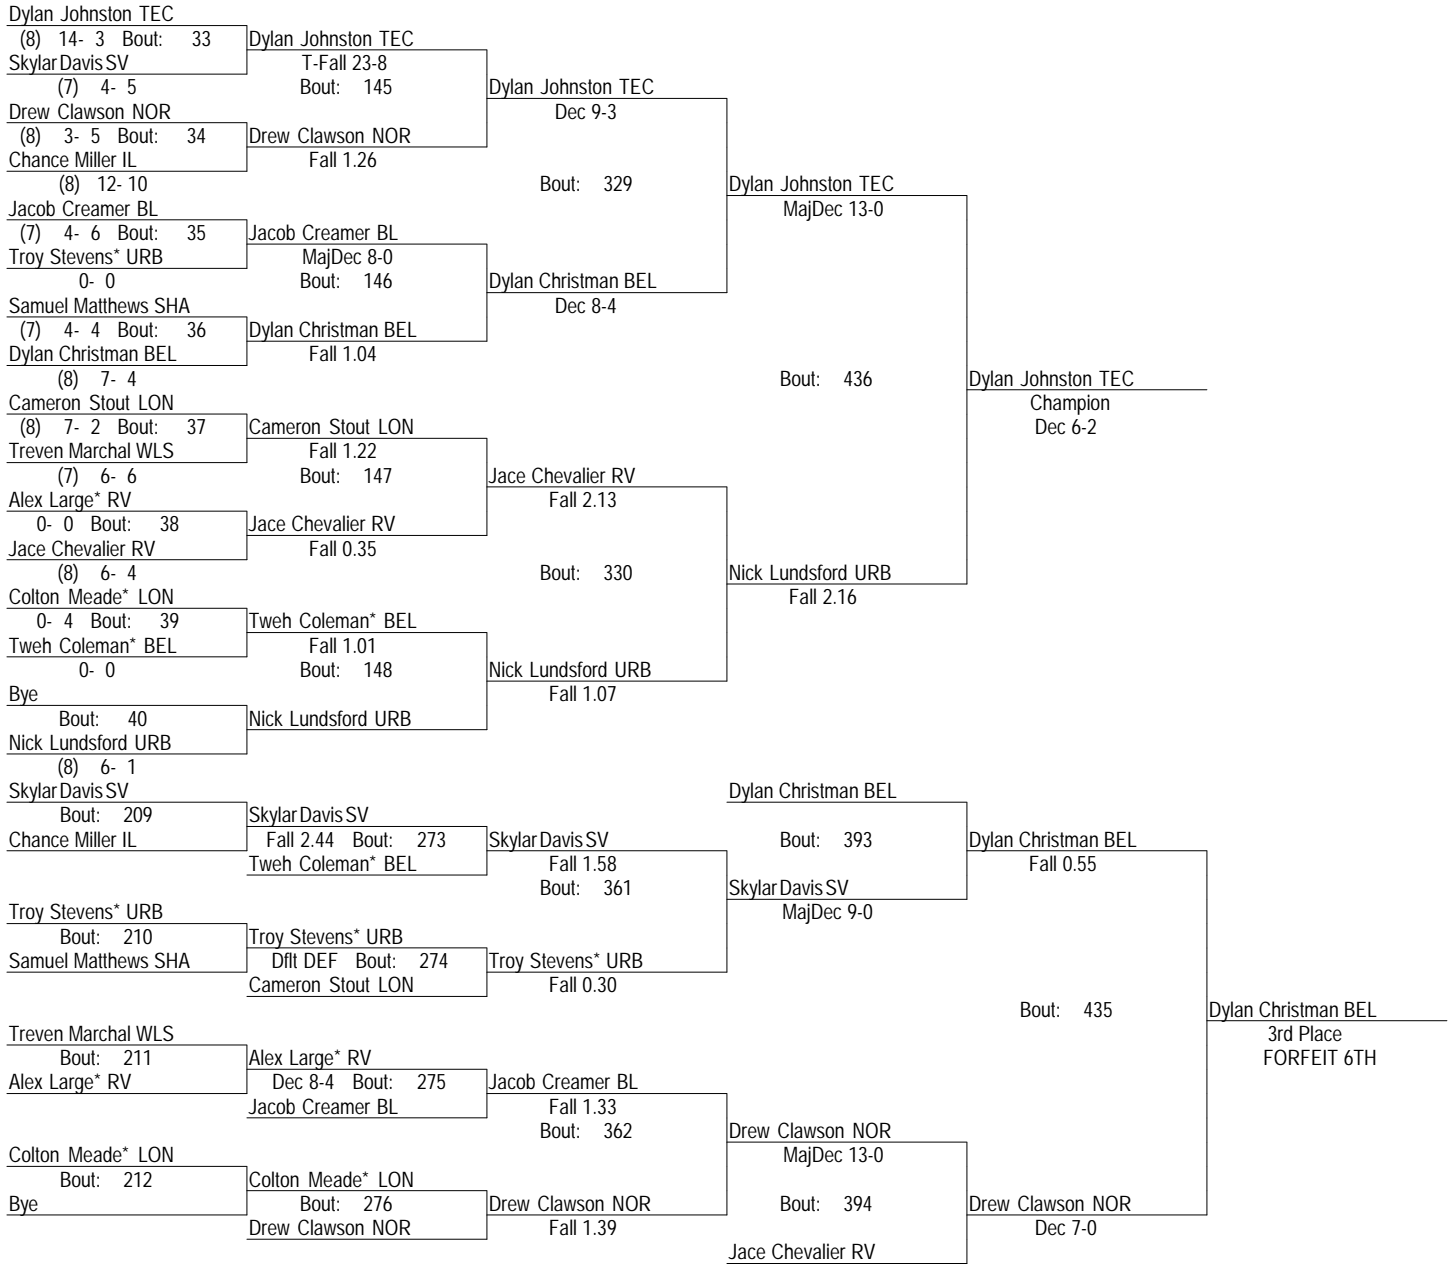 Dylan Johnston TEC
(8) 14- 3 Bout: 33 Dylan Johnston TEC
Skylar Davis SV T-Fall 23-8
(7) 4- 5 Bout: 145 Dylan Johnston TEC
Drew Clawson NOR Dec 9-3
(8) 3- 5 Bout: 34 Drew Clawson NOR
Chance Miller IL Fall 1.26
(8) 12- 10 Bout: 329 Dylan Johnston TEC
Jacob Creamer BL MajDec 13-0
(7) 4- 6 Bout: 35 Jacob Creamer BL
Troy Stevens* URB MajDec 8-0
0- 0 Bout: 146 Dylan Christman BEL
Samuel Matthews SHA Dec 8-4
(7) 4- 4 Bout: 36 Dylan Christman BEL
Dylan Christman BEL Fall 1.04
(8) 7- 4 Bout: 436 Dylan Johnston TEC
Cameron Stout LON Champion
(8) 7- 2 Bout: 37 Cameron Stout LON Dec 6-2
Treven Marchal WLS Fall 1.22
(7) 6- 6 Bout: 147 Jace Chevalier RV
Alex Large* RV Fall 2.13
0- 0 Bout: 38 Jace Chevalier RV
Jace Chevalier RV Fall 0.35
(8) 6- 4 Bout: 330 Nick Lundsford URB
Colton Meade* LON Fall 2.16
0- 4 Bout: 39 Tweh Coleman* BEL
Tweh Coleman* BEL Fall 1.01
0- 0 Bout: 148 Nick Lundsford URB
Bye Fall 1.07
Bout: 40 Nick Lundsford URB
Nick Lundsford URB
(8) 6- 1
Skylar Davis SV Dylan Christman BEL
Bout: 209 Skylar Davis SV
Chance Miller IL Fall 2.44 Bout: 273 Skylar Davis SV Bout: 393 Dylan Christman BEL
Tweh Coleman* BEL Fall 1.58 Fall 0.55
Bout: 361 Skylar Davis SV
Troy Stevens* URB MajDec 9-0
Bout: 210 Troy Stevens* URB
Samuel Matthews SHA Dflt DEF Bout: 274 Troy Stevens* URB
Cameron Stout LON Fall 0.30
Bout: 435 Dylan Christman BEL
Treven Marchal WLS 3rd Place
Bout: 211 Alex Large* RV FORFEIT 6TH
Alex Large* RV Dec 8-4 Bout: 275 Jacob Creamer BL
Jacob Creamer BL Fall 1.33
Bout: 362 Drew Clawson NOR
Colton Meade* LON MajDec 13-0
Bout: 212 Colton Meade* LON
Bye Bout: 276 Drew Clawson NOR Bout: 394 Drew Clawson NOR
Drew Clawson NOR Fall 1.39 Dec 7-0
Jace Chevalier RV